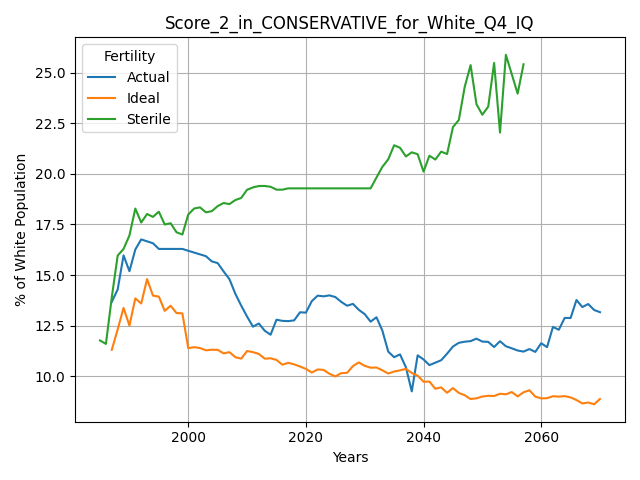 Score_2_in_CONSERVATIVE_for_White_Q4_IQ
Fertility
Actual
Ideal
Sterile
% of White Population
25.0
22.5
20.0
17.5
15.0
12.5
10.0
2000
2020
2040
2060
Years